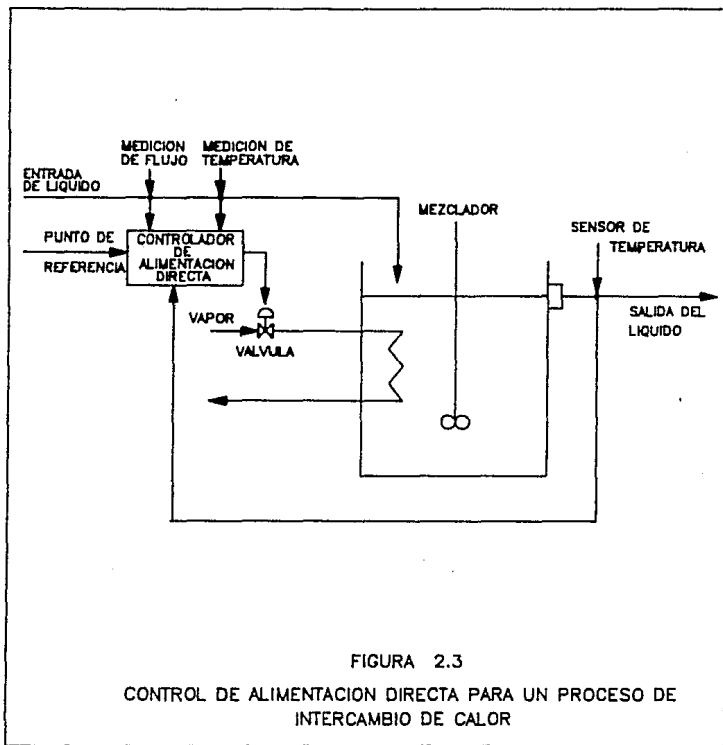 MEDICION
DE FLUJO
MEDICION DE
TEMPERATURA
ENTRADA
DE LIQUIDO
MEZCLADOR
SENSOR DE
TEMPERATURA
PUNTO DE
REFERENCIA
CONTROLADOR
DE
ALIMENTACION
DIRECTA
VAPOR
VALVULA
SALIDA DEL
LIQUIDO
FIGURA 2.3
CONTROL DE ALIMENTACION DIRECTA PARA UN PROCESO DE
INTERCAMBIO DE CALOR